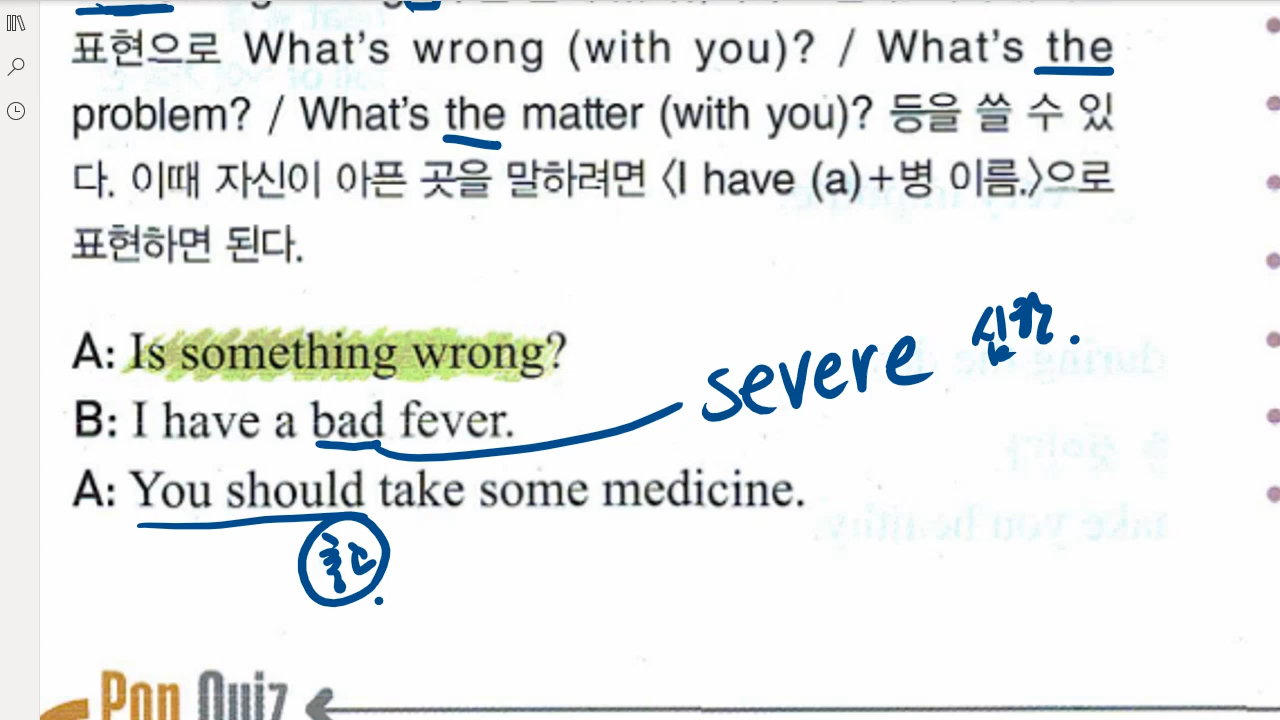 표현으로 What's wrong (with you)? / What's the
problem? / What's the matter (with you)? 등을 쓸 수 있
다. 이때 자신이 아픈 곳을 말하려면 〈I have (a)+병 이름.〉으로
표현하면 된다.
A: Is something wrong?
B: I have a bad fever.
severe 심한.
A: You should take some medicine.
충고.
Pop Quiz